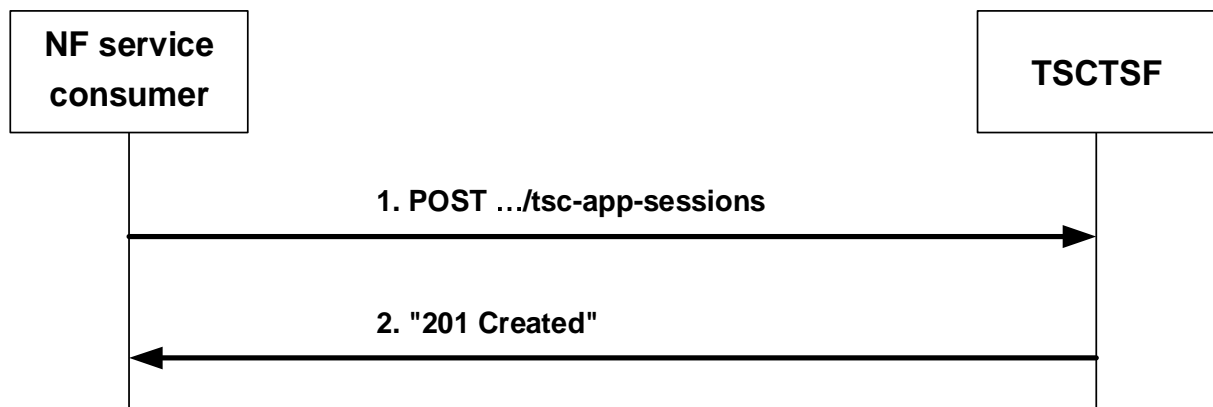 NF service
consumer
TSCTSF
1. POST …/tsc-app-sessions
2. "201 Created"